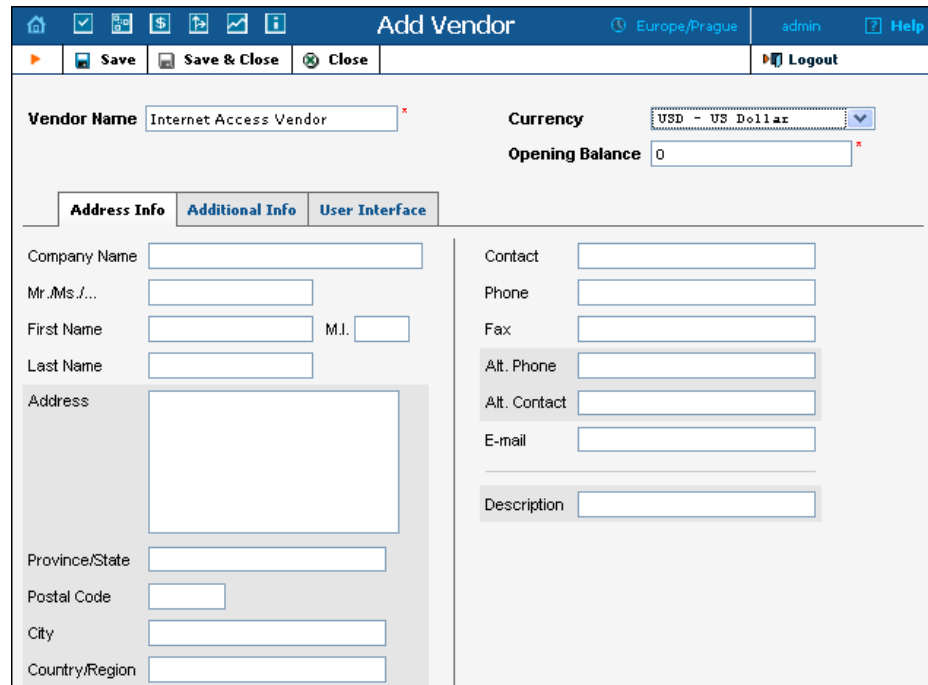 Add Vendor Europe/Prague admin ? Help
Save Save & Close Close Logout
Vendor Name Internet Access Vendor * Currency USD - US Dollar
Opening Balance 0 *
Address Info Additional Info User Interface
Company Name Contact
Mr./Ms./... Phone
First Name M.I. Fax
Last Name Alt. Phone
Address Alt. Contact
E-mail
Description
Province/State
Postal Code
City
Country/Region